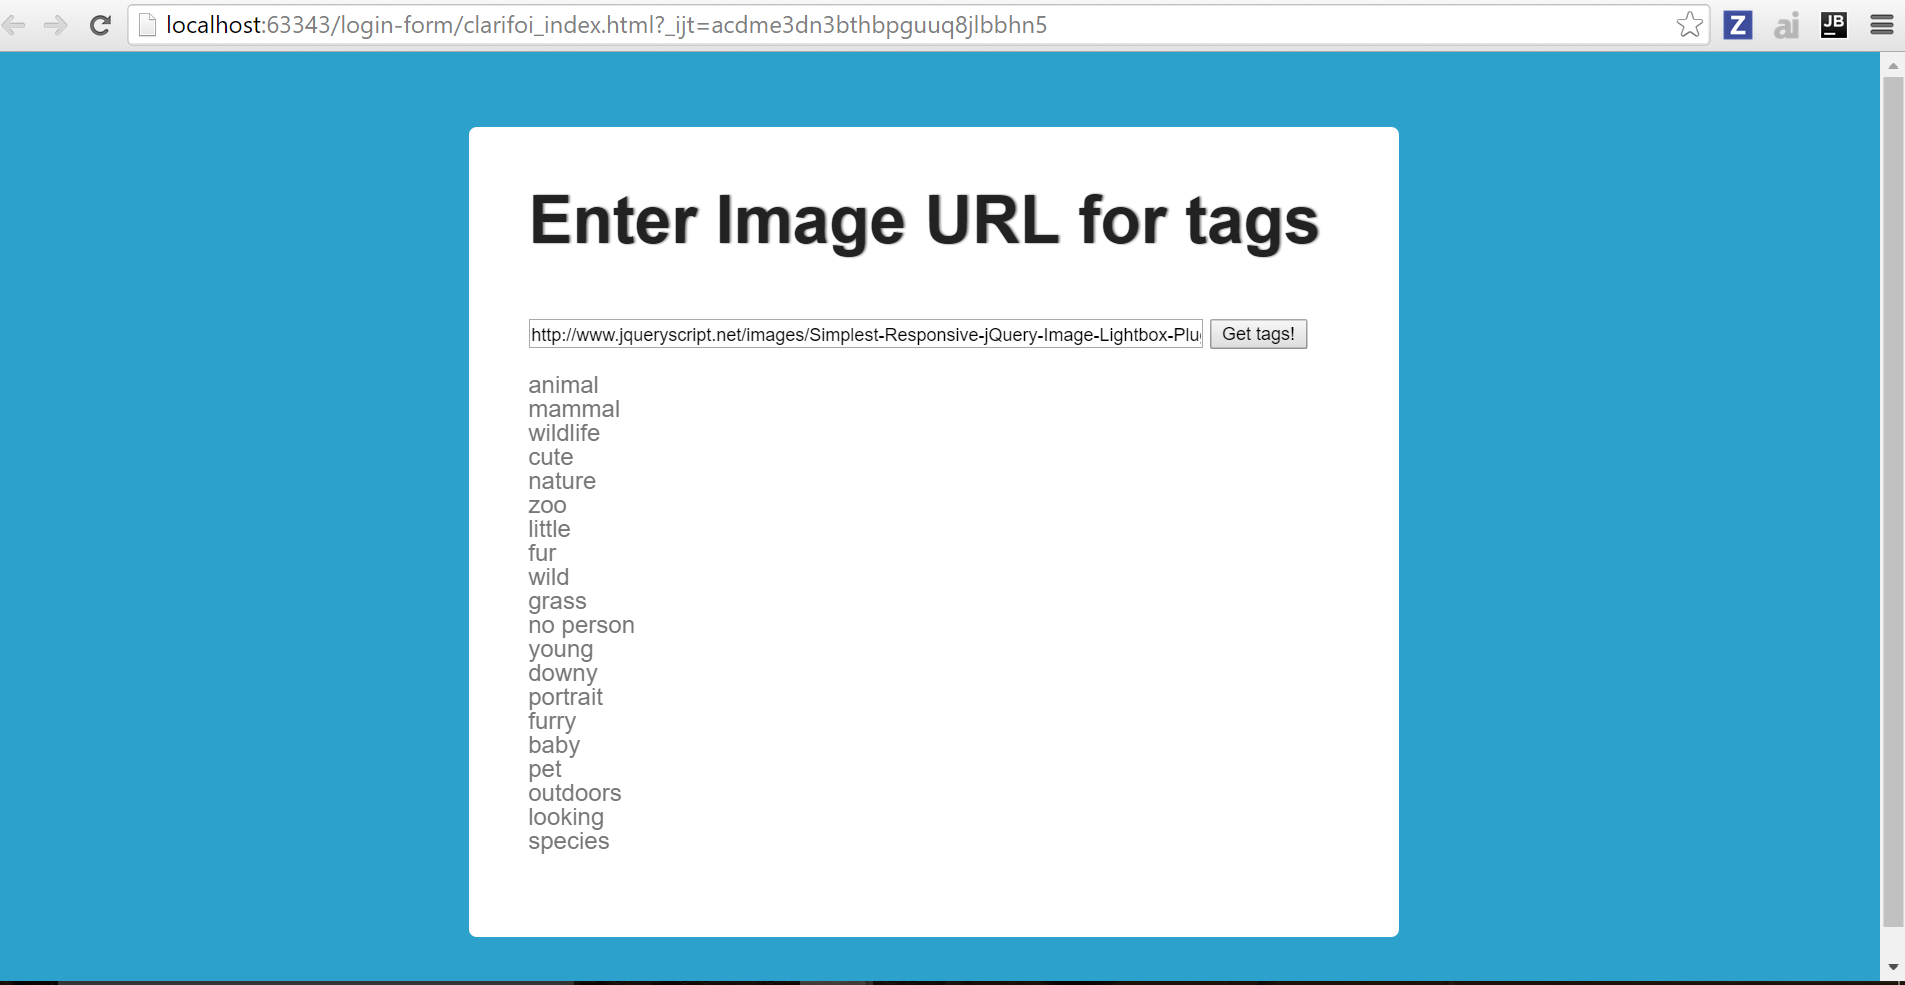 localhost:63343/login-form/clarifoi_index.html?_ijt=acdme3dn3bthbpguuq8jlbbhn5
Z
ai
JB
Enter Image URL for tags
http://www.jqueryscript.net/images/Simplest-Responsive-jQuery-Image-Lightbox-Plu
Get tags!
animal
mammal
wildlife
cute
nature
zoo
little
fur
wild
grass
no person
young
downy
portrait
furry
baby
pet
outdoors
looking
species